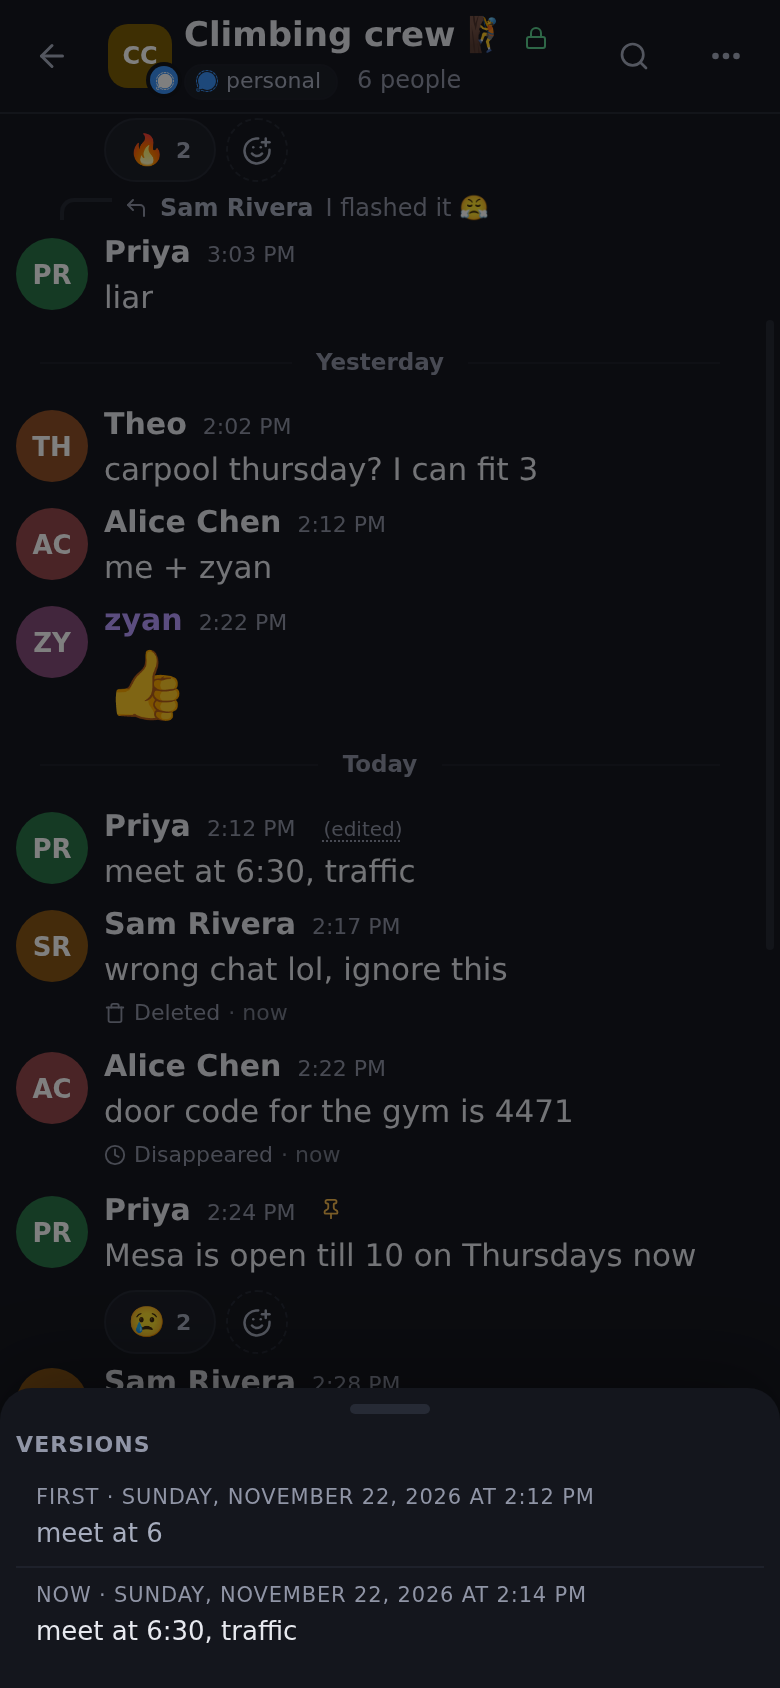 CC
Climbing crew 🧗
personal
6 people
🔥 2
Sam Rivera I flashed it 😤
PR
Priya 3:03 PM
liar
Yesterday
TH
Theo 2:02 PM
carpool thursday? I can fit 3
AC
Alice Chen 2:12 PM
me + zyan
ZY
zyan 2:22 PM
👍
Today
PR
Priya 2:12 PM (edited)
meet at 6:30, traffic
SR
Sam Rivera 2:17 PM
wrong chat lol, ignore this
Deleted · now
AC
Alice Chen 2:22 PM
door code for the gym is 4471
Disappeared · now
PR
Priya 2:24 PM
Mesa is open till 10 on Thursdays now
😢 2
Sam Rivera 2:28 PM
VERSIONS
FIRST · SUNDAY, NOVEMBER 22, 2026 AT 2:12 PM
meet at 6
NOW · SUNDAY, NOVEMBER 22, 2026 AT 2:14 PM
meet at 6:30, traffic